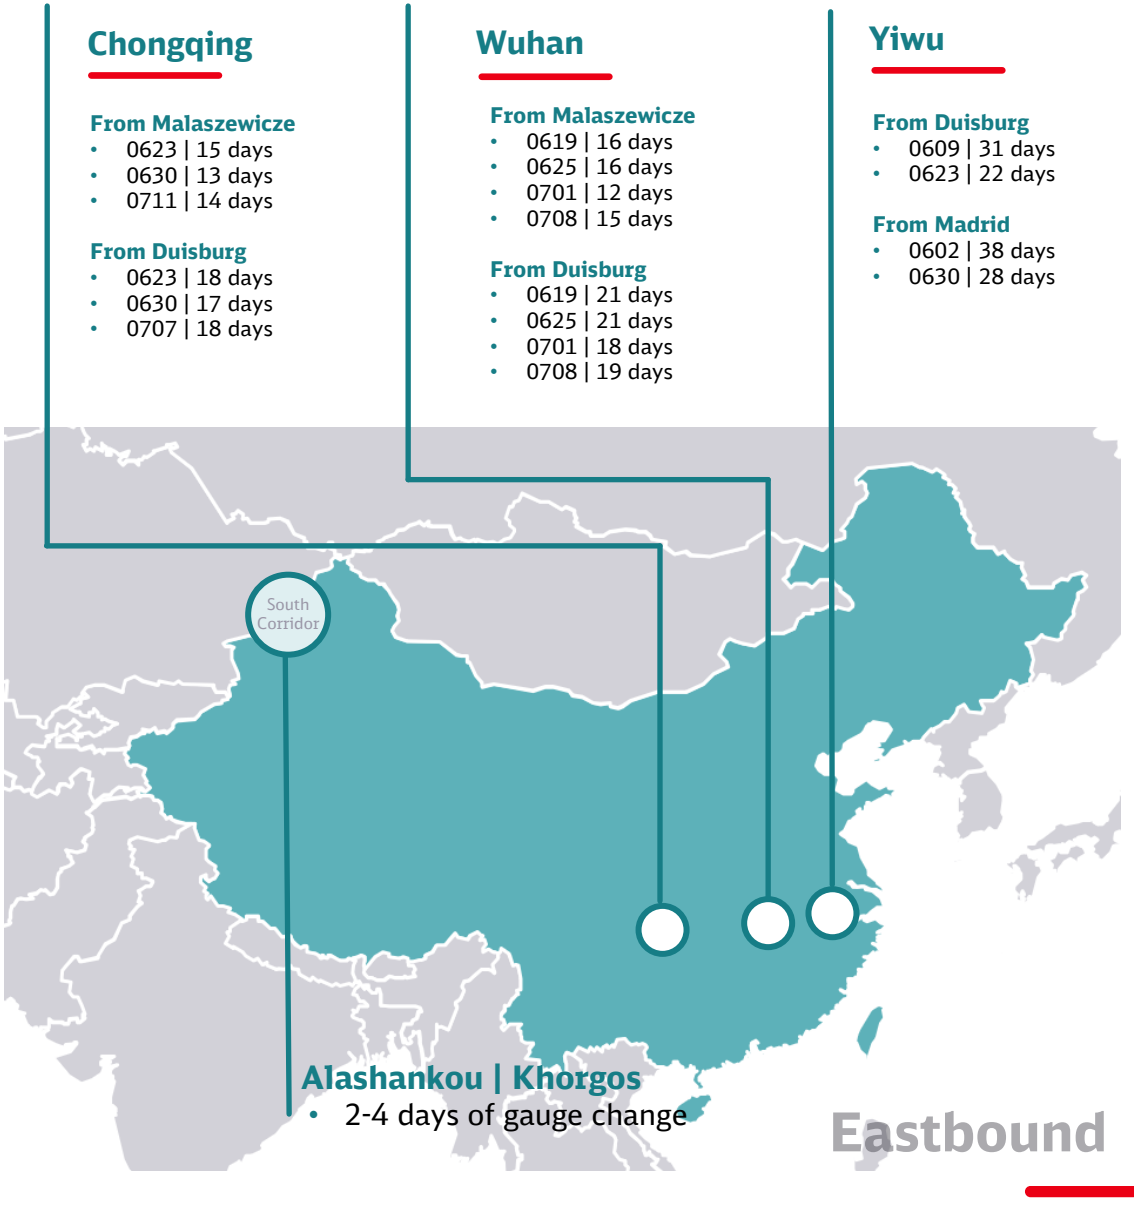 Chongqing
From Malaszewicze
• 0623 | 15 days
• 0630 | 13 days
• 0711 | 14 days
From Duisburg
• 0623 | 18 days
• 0630 | 17 days
• 0707 | 18 days
Wuhan
From Malaszewicze
• 0619 | 16 days
• 0625 | 16 days
• 0701 | 12 days
• 0708 | 15 days
From Duisburg
• 0619 | 21 days
• 0625 | 21 days
• 0701 | 18 days
• 0708 | 19 days
Yiwu
From Duisburg
• 0609 | 31 days
• 0623 | 22 days
From Madrid
• 0602 | 38 days
• 0630 | 28 days
South
Corridor
Alashankou | Khorgos
• 2-4 days of gauge change
Eastbound